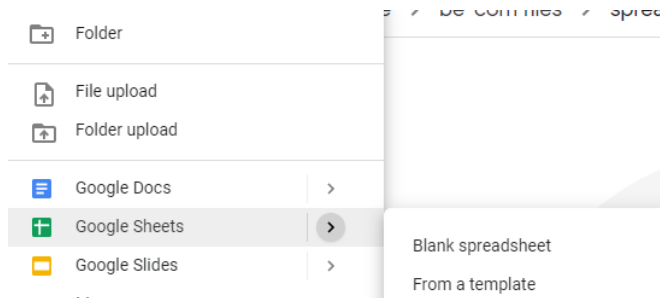 Folder
File upload
Folder upload
Google Docs
Google Sheets
Google Slides
Blank spreadsheet
From a template